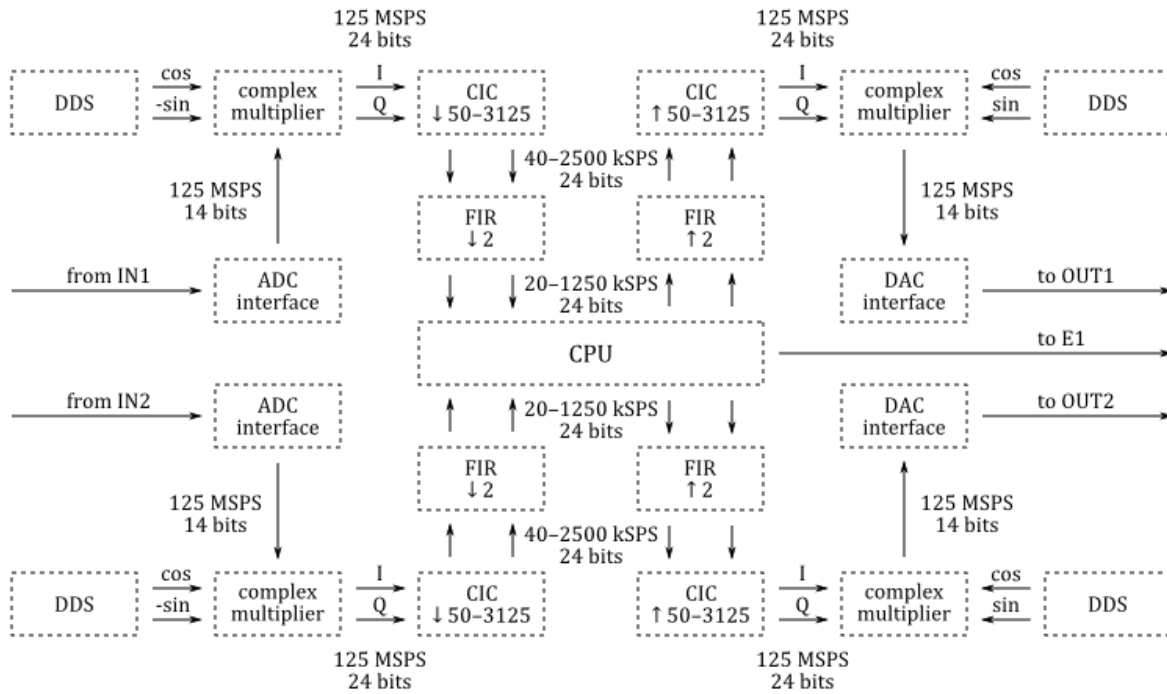 125 MSPS
24 bits
125 MSPS
24 bits
DDS
cos
-sin
complex
multiplier
I
Q
CIC
↓50–3125
CIC
↑50–3125
I
Q
complex
multiplier
cos
sin
DDS
40–2500 kSPS
24 bits
125 MSPS
14 bits
FIR
↓2
FIR
↑2
125 MSPS
14 bits
from IN1
ADC
interface
20–1250 kSPS
24 bits
DAC
interface
to OUT1
CPU
to E1
from IN2
ADC
interface
20–1250 kSPS
24 bits
DAC
interface
to OUT2
125 MSPS
14 bits
FIR
↓2
FIR
↑2
125 MSPS
14 bits
40–2500 kSPS
24 bits
DDS
cos
-sin
complex
multiplier
I
Q
CIC
↓50–3125
CIC
↑50–3125
I
Q
complex
multiplier
cos
sin
DDS
125 MSPS
24 bits
125 MSPS
24 bits